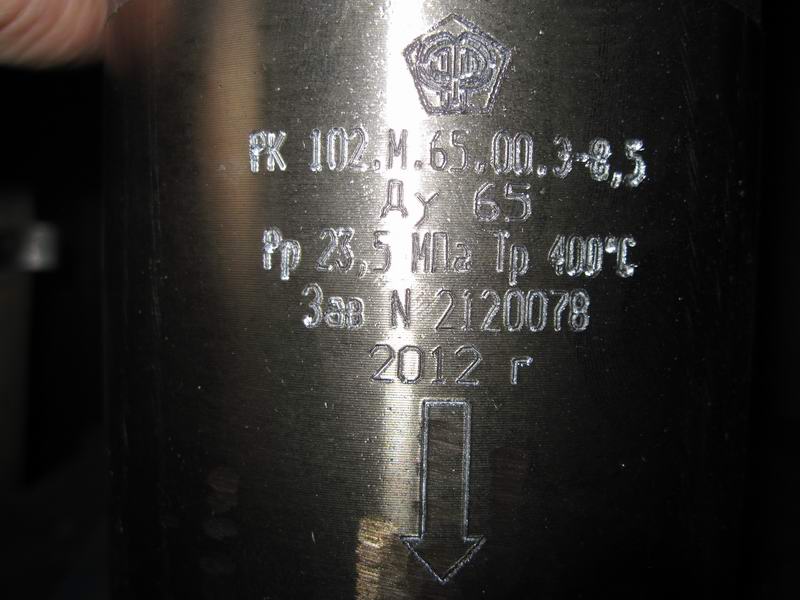 РК 102.М.65.00.3-8,5
Ду 65
Рр 23,5 МПа Тр 400°С
Зав N 2120078
2012 г